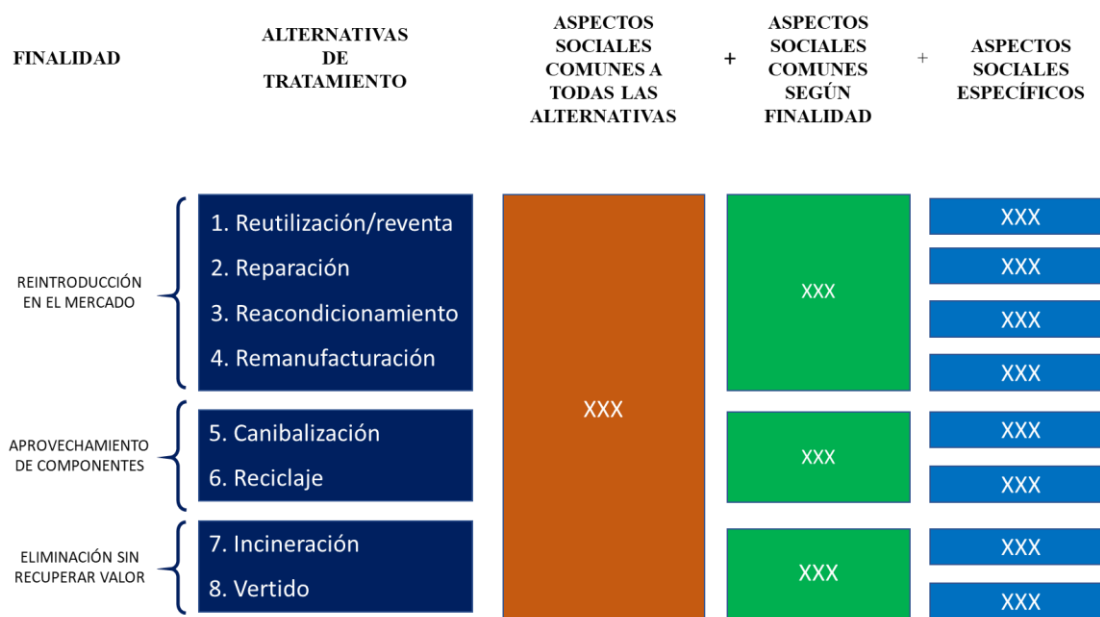 FINALIDAD
ALTERNATIVAS
DE
TRATAMIENTO
ASPECTOS
SOCIALES
COMUNES A
TODAS LAS
ALTERNATIVAS
+
ASPECTOS
SOCIALES
COMUNES
SEGÚN
FINALIDAD
+
ASPECTOS
SOCIALES
ESPECÍFICOS
REINTRODUCCIÓN
EN EL MERCADO
1. Reutilización/reventa
2. Reparación
3. Reacondicionamiento
4. Remanufacturación
APROVECHAMIENTO
DE COMPONENTES
5. Canibalización
6. Reciclaje
ELIMINACIÓN SIN
RECUPERAR VALOR
7. Incineración
8. Vertido
XXX
XXX
XXX
XXX
XXX
XXX
XXX
XXX
XXX
XXX
XXX
XXX